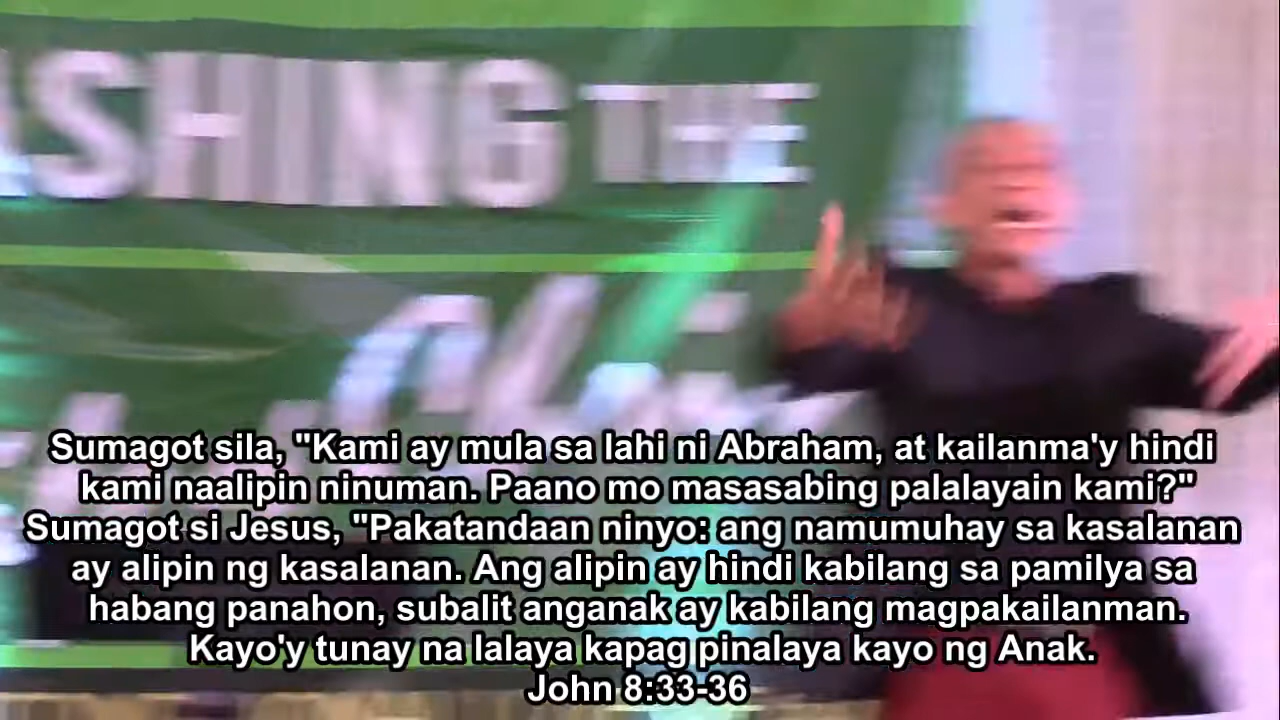 ASHING THE
Sumagot sila, "Kami ay mula sa lahi ni Abraham, at kailanma'y hindi
kami naalipin ninuman. Paano mo masasabing palalayain kami?"
Sumagot si Jesus, "Pakatandaan ninyo: ang namumuhay sa kasalanan
ay alipin ng kasalanan. Ang alipin ay hindi kabilang sa pamilya sa
habang panahon, subalit anganak ay kabilang magpakailanman.
Kayo'y tunay na lalaya kapag pinalaya kayo ng Anak.
John 8:33-36